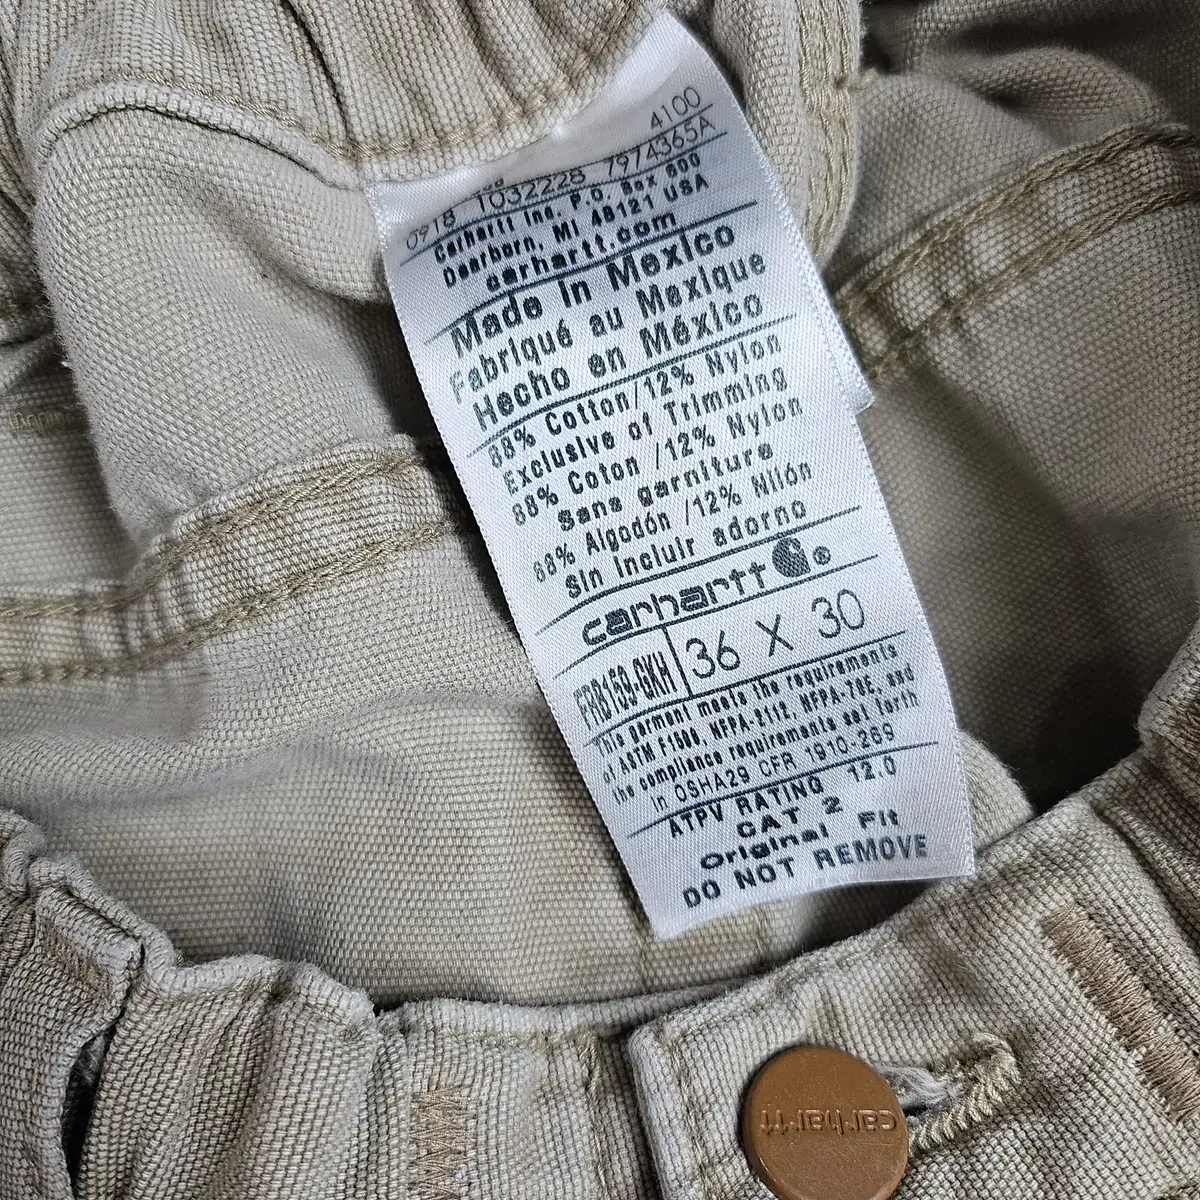 4100
0918 1032228 7974365A
Carhartt Inc. P.O. Box 600
Dearborn, MI 48121 USA
carhartt.com
Made In Mexico
Fabriqué au Mexique
Hecho en México
88% Cotton/12% Nylon
Exclusive of Trimming
88% Coton /12% Nylon
Sans garniture
88% Algodón /12% Nilón
Sin incluir adorno
carhartt ®
FRB159-GKH 36 X 30
This garment meets the requirements
of ASTM F1506, NFPA-2112, NFPA-70E, and
the compliance requirements set forth
in OSHA29 CFR 1910-269
ATPV RATING 12.0
CAT 2
Original Fit
DO NOT REMOVE
carhartt